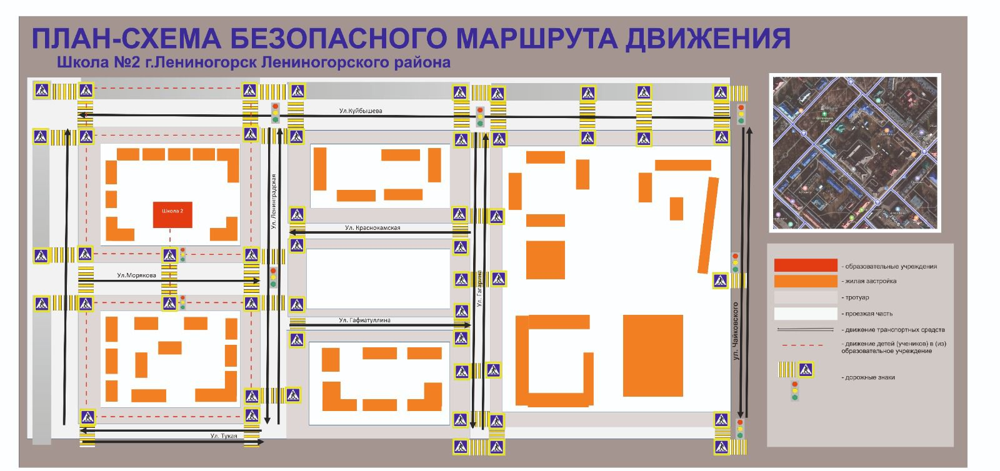 ПЛАН-СХЕМА БЕЗОПАСНОГО МАРШРУТА ДВИЖЕНИЯ
Школа №2 г.Лениногорск Лениногорского района
Ул.Куйбышева
Ул. Ленинградская
Школа 2
Ул. Краснокамская
Ул.Морякова
Ул. Гагарина
Ул. Гафиатуллина
ул. Чайковского
Ул. Тукая
- образовательные учреждения
- жилая застройка
- тротуар
- проезжая часть
- движение транспортных средств
- движение детей (учеников) в (из)
образовательное учреждение
- дорожные знаки